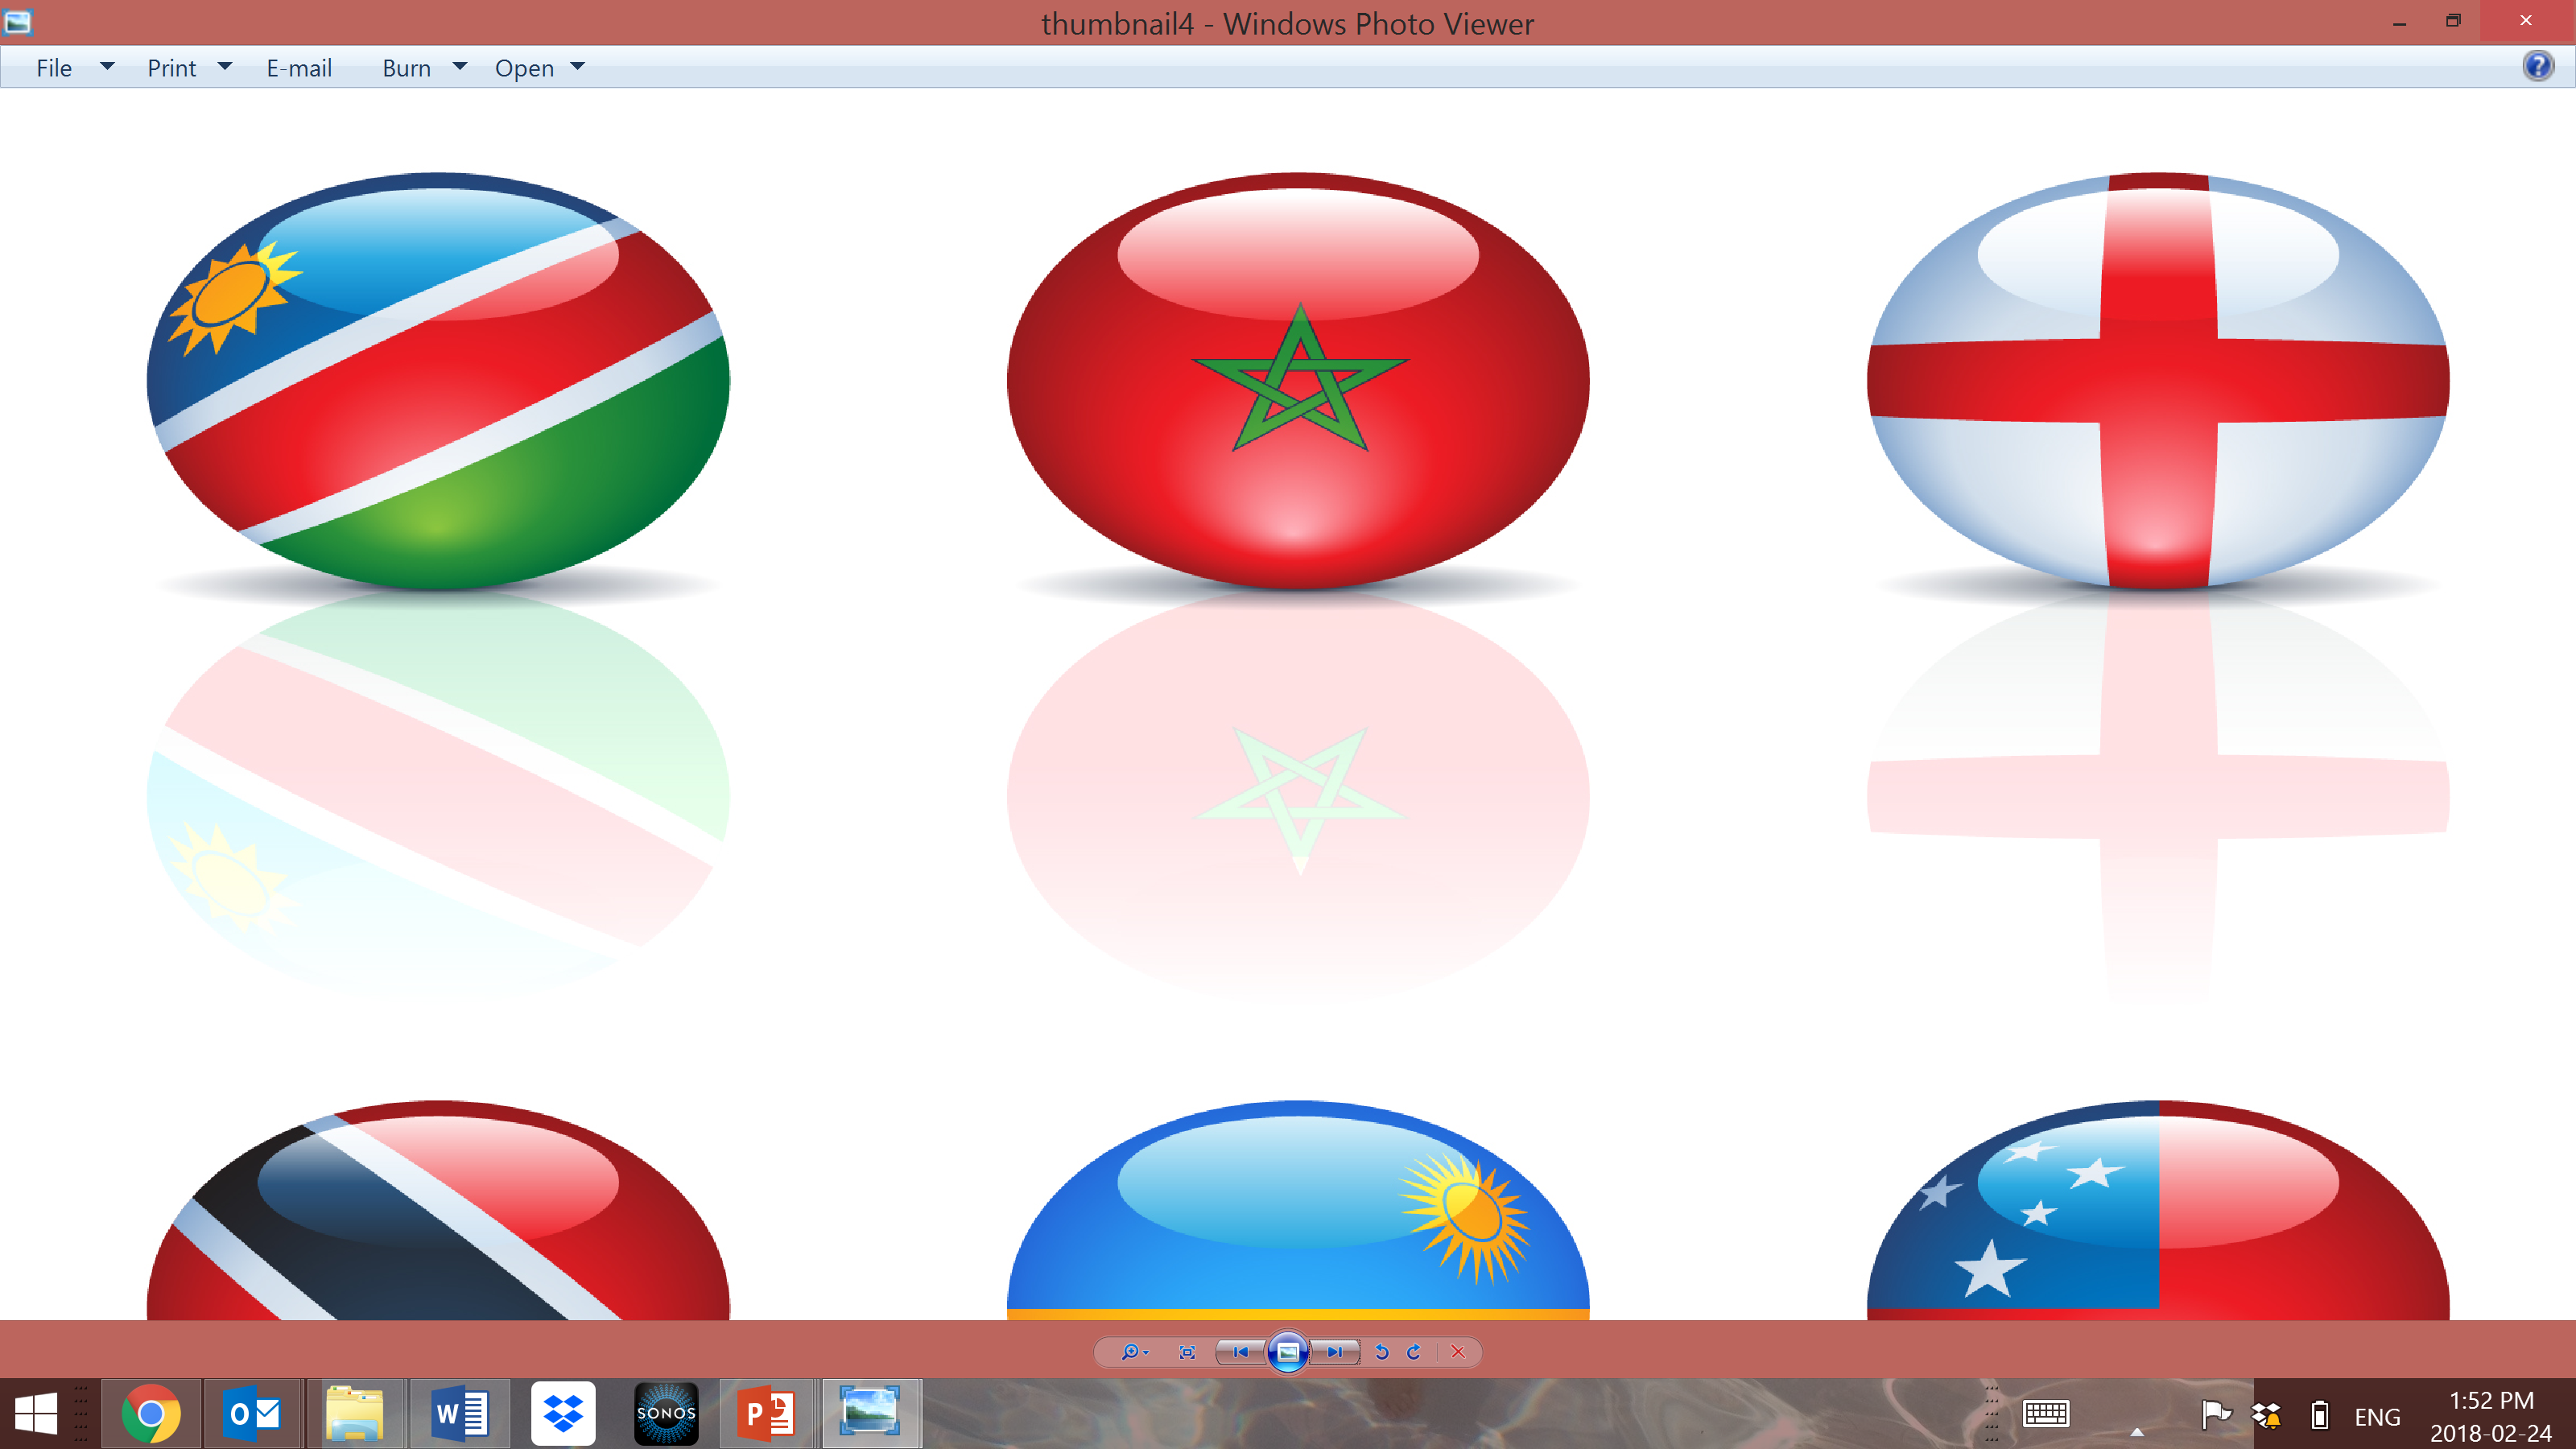 thumbnail4 - Windows Photo Viewer
File Print E-mail Burn Open ?
O W SONOS P ENG 1:52 PM
2018-02-24